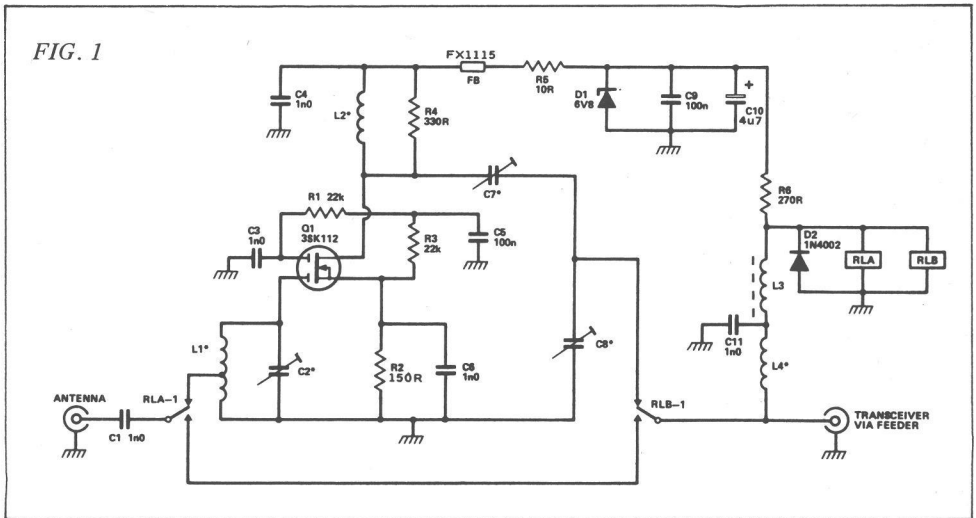 FIG. 1
FX1115
FB
R5
10R
C4
1n0
L2*
R4
330R
D1
6V8
C9
100n
+
C10
4u7
C7*
R1 22k
R6
270R
Q1
3SK112
C3
1n0
R3
22k
C5
100n
D2
1N4002
RLA
RLB
L3
C11
1n0
L1*
C2*
R2
150R
C6
1n0
C8*
L4*
ANTENNA
RLA-1
RLB-1
TRANSCEIVER
VIA FEEDER
C1 1n0